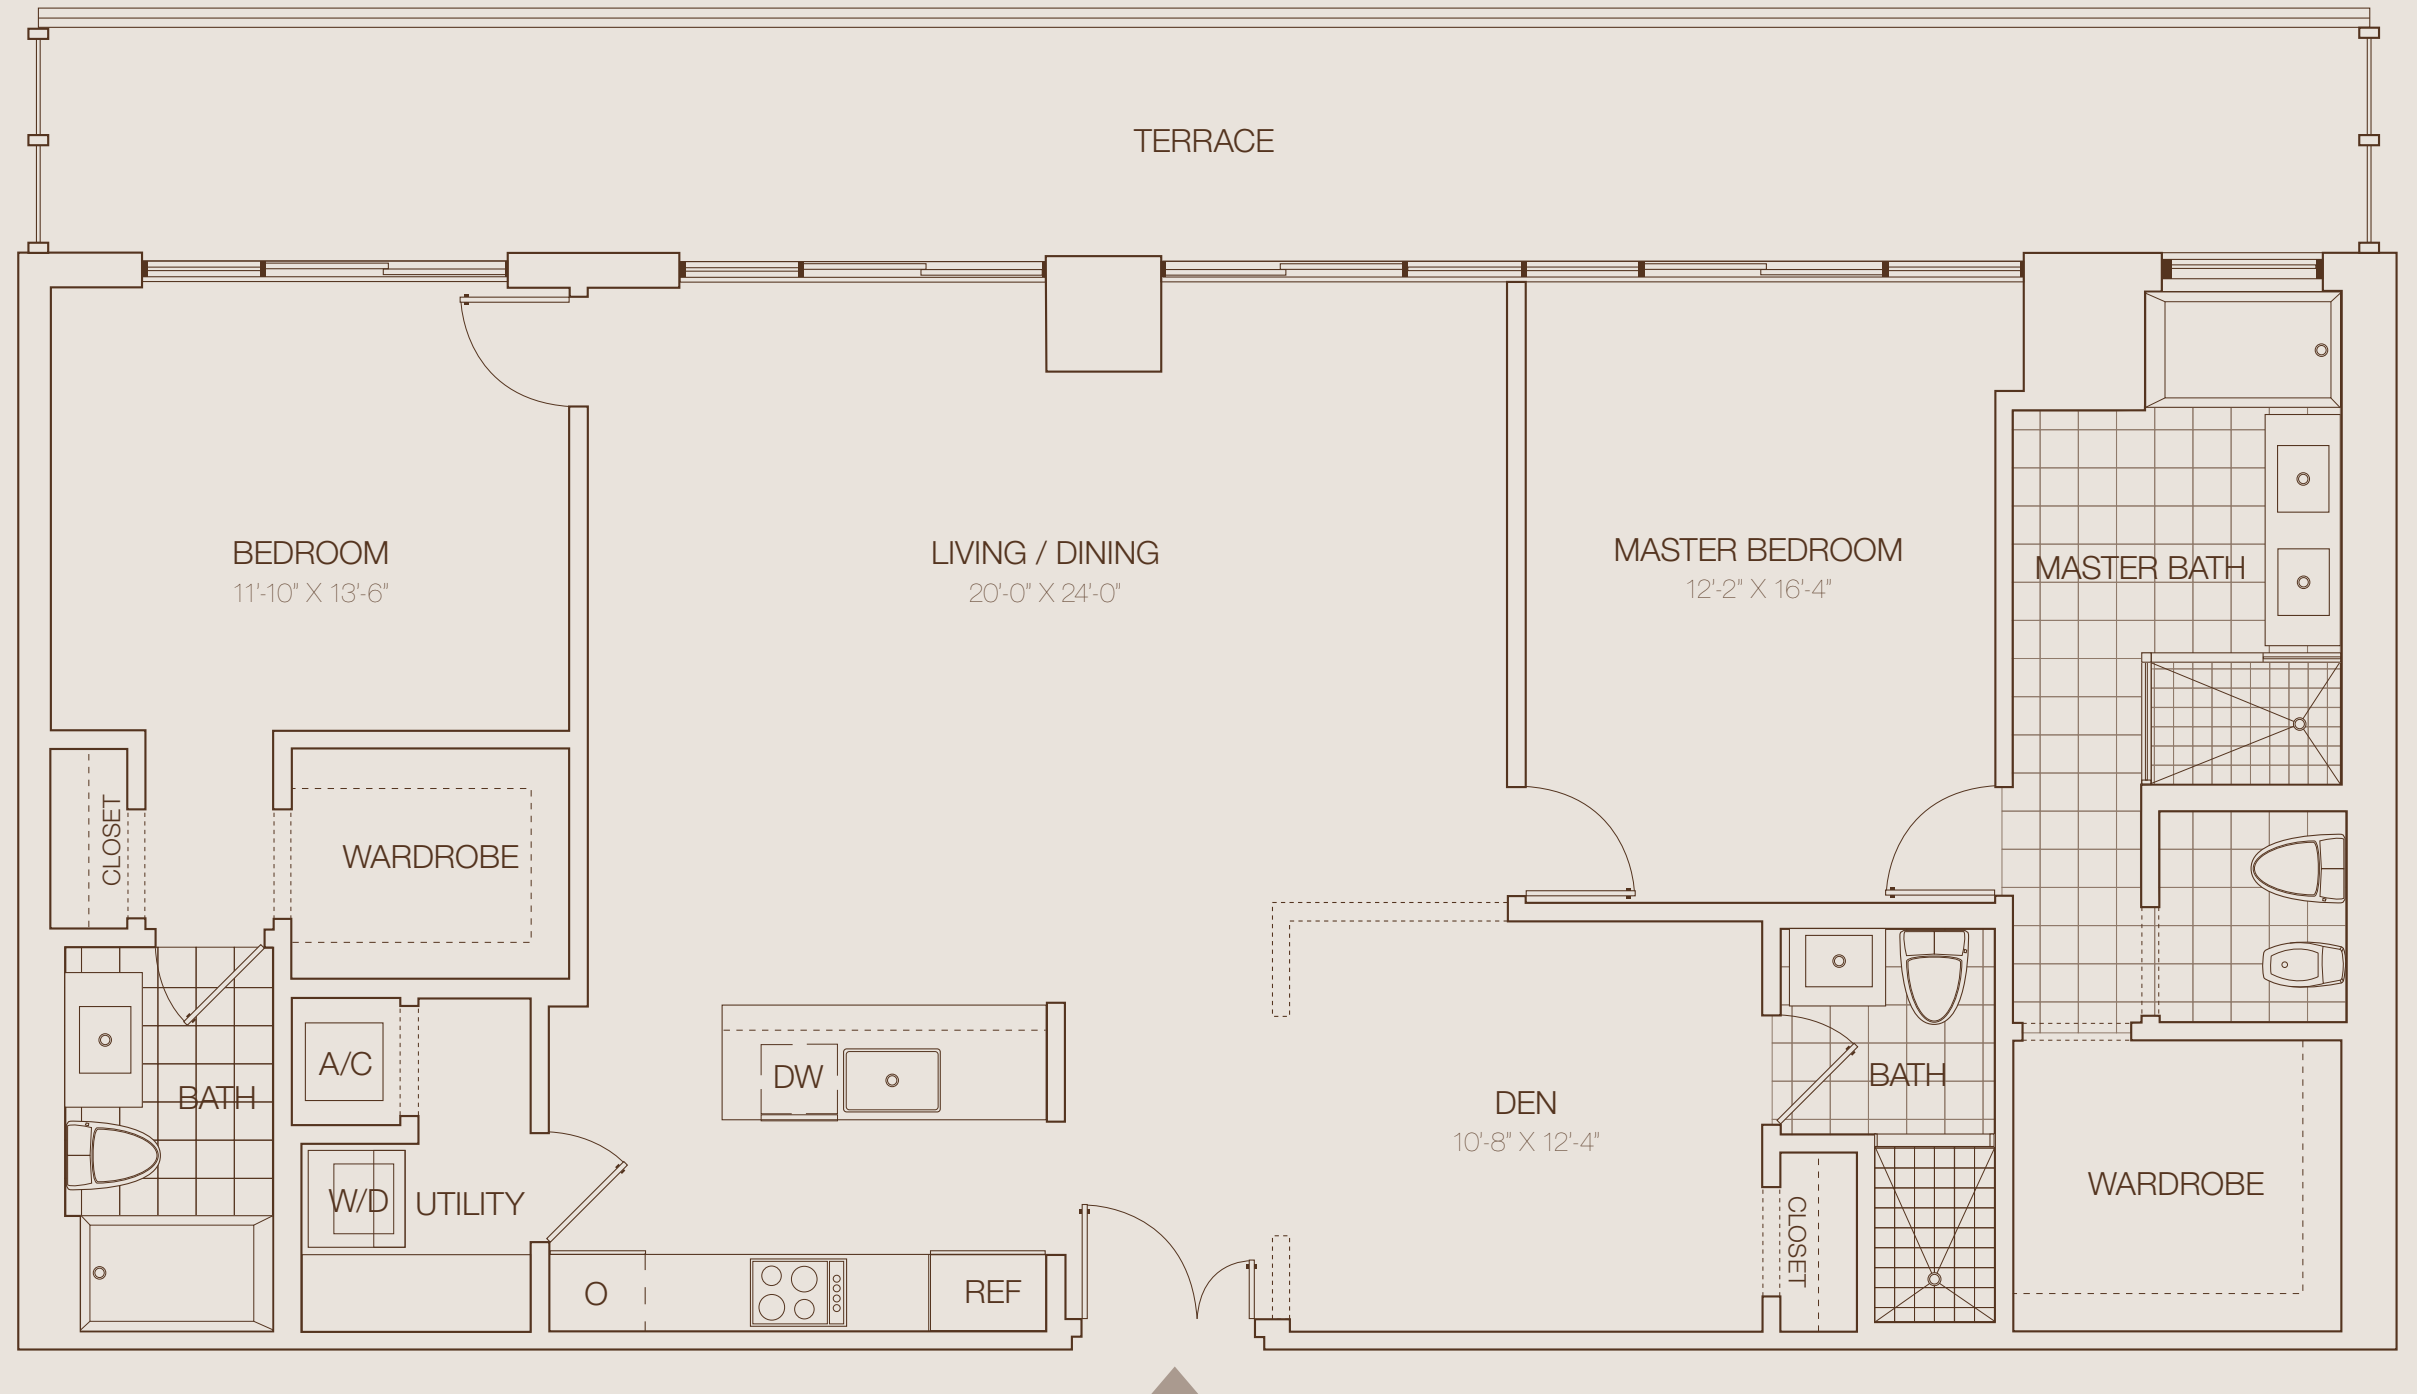 TERRACE
BEDROOM
11'-10" X 13'-6"
LIVING / DINING
20'-0" X 24'-0"
MASTER BEDROOM
12'-2" X 16'-4"
MASTER BATH
CLOSET
WARDROBE
A/C
BATH
W/D
UTILITY
DW
O
REF
DEN
10'-8" X 12'-4"
BATH
CLOSET
WARDROBE